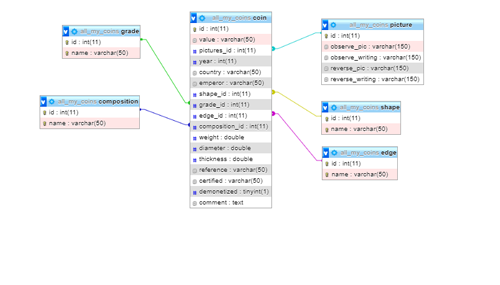 all_my_coins grade
id : int(11)
name : varchar(50)
all_my_coins composition
id : int(11)
name : varchar(50)
all_my_coins coin
id : int(11)
value : varchar(50)
pictures_id : int(11)
year : int(11)
country : varchar(50)
emperor : varchar(50)
shape_id : int(11)
grade_id : int(11)
edge_id : int(11)
composition_id : int(11)
weight : double
diameter : double
thickness : double
reference : varchar(50)
certified : varchar(50)
demonetized : tinyint(1)
comment : text
all_my_coins picture
id : int(11)
observe_pic : varchar(150)
observe_writing : varchar(50)
reverse_pic : varchar(150)
reverse_writing : varchar(50)
all_my_coins shape
id : int(11)
name : varchar(50)
all_my_coins edge
id : int(11)
name : varchar(50)